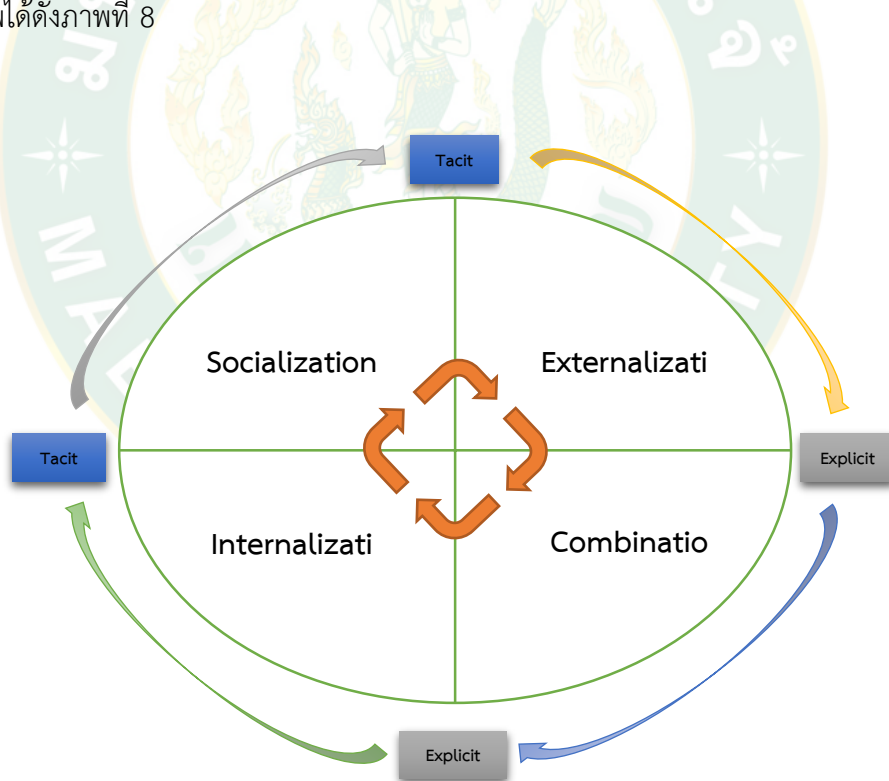 ได้ดังภาพที่ 8
Tacit
Socialization
Externalizati
Tacit
Explicit
Internalizati
Combinatio
Explicit